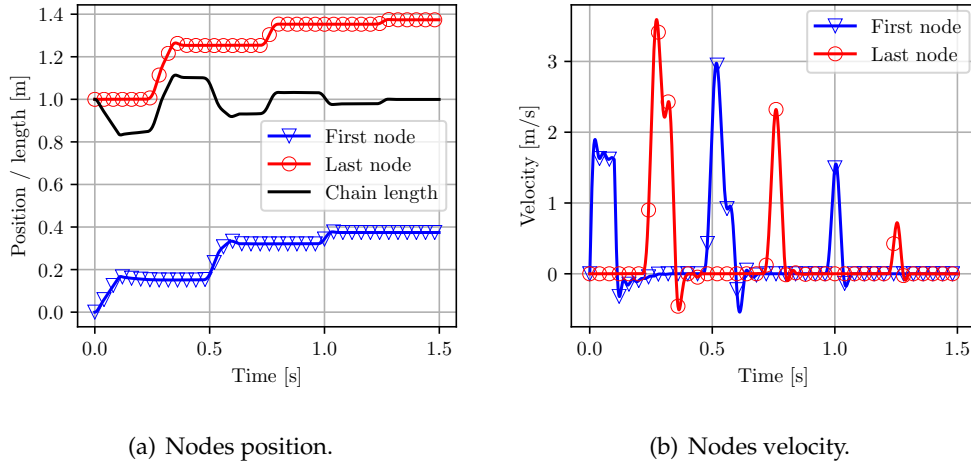 Position / length [m]
1.4
1.2
1.0
0.8
0.6
0.4
0.2
0.0
First node
Last node
Chain length
0.0 0.5 1.0 1.5
Time [s]
(a) Nodes position.
Velocity [m/s]
3
2
1
0
First node
Last node
0.0 0.5 1.0 1.5
Time [s]
(b) Nodes velocity.